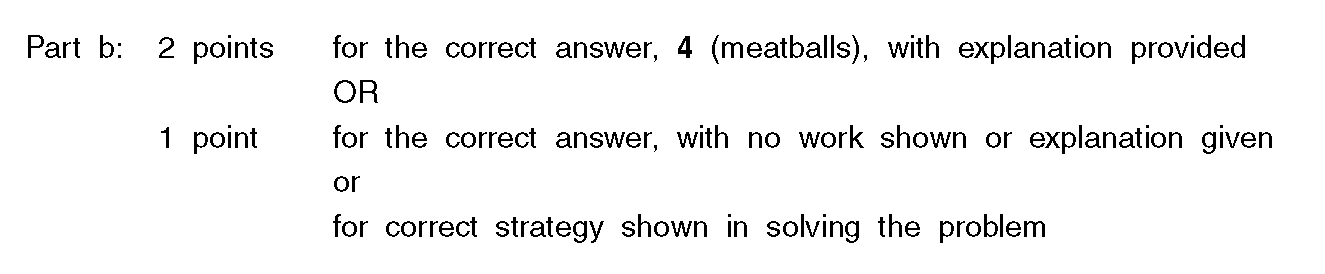 Part b: 2 points for the correct answer, 4 (meatballs), with explanation provided
OR
1 point for the correct answer, with no work shown or explanation given
or
for correct strategy shown in solving the problem